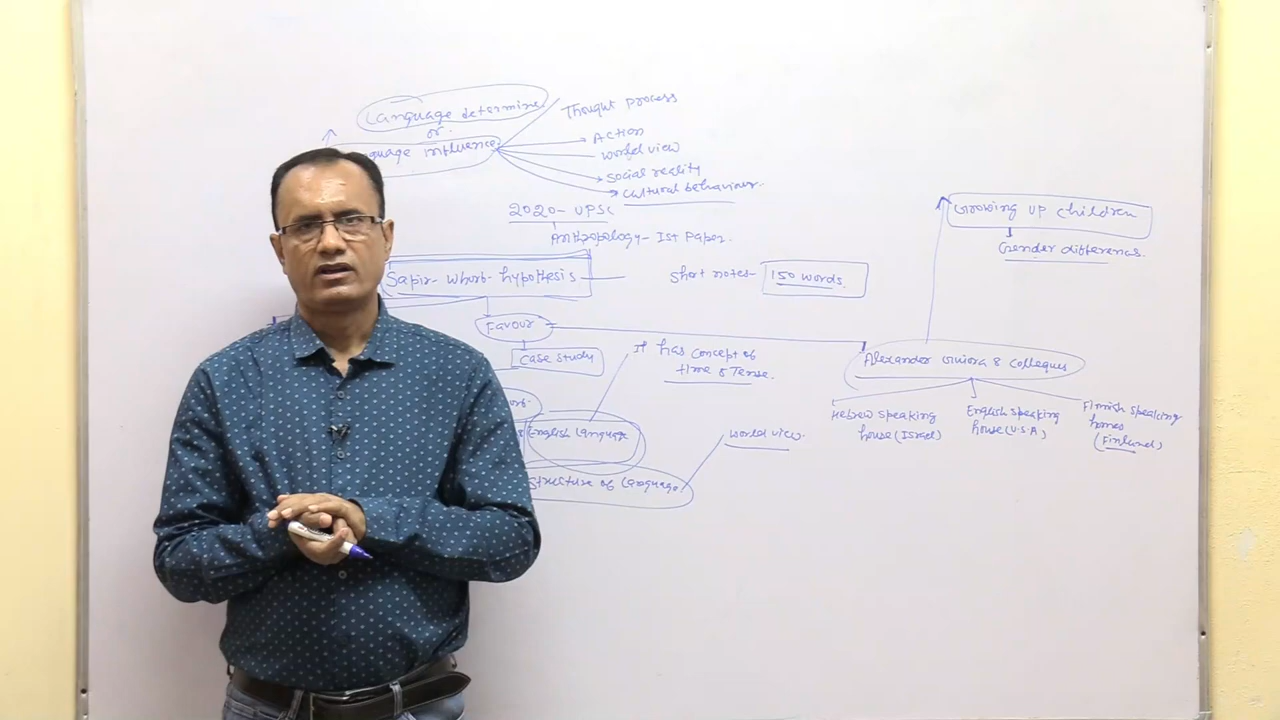 Language determine
or
guage influence
Thought process
Action
world view
Social reality
Cultural behaviour.
2020- UPSC
Anthropology- Ist Paper.
Sapir- Whorf- hypothesis
Short notes- 150 words.
Favour
Case study
It has concept of
time & Tense.
English Language
Structure of Language
world view.
Growing up children
Gender differences.
Alexander Guiora & Colleques
Hebrew speaking
house (Israel)
English speaking
house (U.S.A)
Finnish speaking
homes
(Finland)